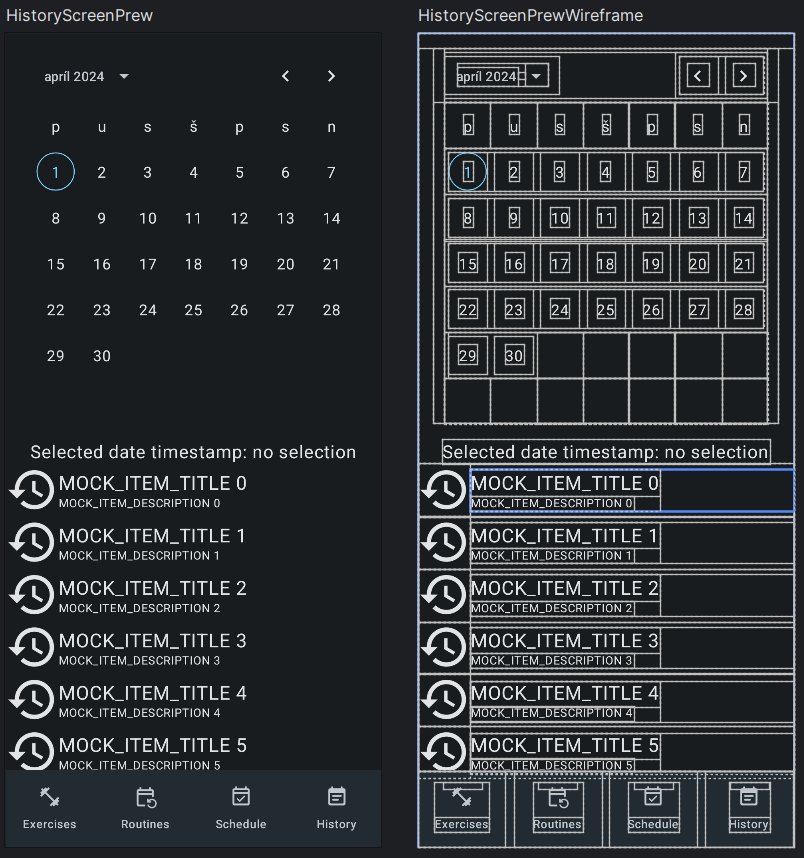 HistoryScreenPrew
apríl 2024
p u s š p s n
1 2 3 4 5 6 7
8 9 10 11 12 13 14
15 16 17 18 19 20 21
22 23 24 25 26 27 28
29 30
Selected date timestamp: no selection
MOCK_ITEM_TITLE 0
MOCK_ITEM_DESCRIPTION 0
MOCK_ITEM_TITLE 1
MOCK_ITEM_DESCRIPTION 1
MOCK_ITEM_TITLE 2
MOCK_ITEM_DESCRIPTION 2
MOCK_ITEM_TITLE 3
MOCK_ITEM_DESCRIPTION 3
MOCK_ITEM_TITLE 4
MOCK_ITEM_DESCRIPTION 4
MOCK_ITEM_TITLE 5
MOCK_ITEM_DESCRIPTION 5
Exercises Routines Schedule History
HistoryScreenPrewWireframe
apríl 2024
p u s š p s n
1 2 3 4 5 6 7
8 9 10 11 12 13 14
15 16 17 18 19 20 21
22 23 24 25 26 27 28
29 30
Selected date timestamp: no selection
MOCK_ITEM_TITLE 0
MOCK_ITEM_DESCRIPTION 0
MOCK_ITEM_TITLE 1
MOCK_ITEM_DESCRIPTION 1
MOCK_ITEM_TITLE 2
MOCK_ITEM_DESCRIPTION 2
MOCK_ITEM_TITLE 3
MOCK_ITEM_DESCRIPTION 3
MOCK_ITEM_TITLE 4
MOCK_ITEM_DESCRIPTION 4
MOCK_ITEM_TITLE 5
MOCK_ITEM_DESCRIPTION 5
Exercises Routines Schedule History